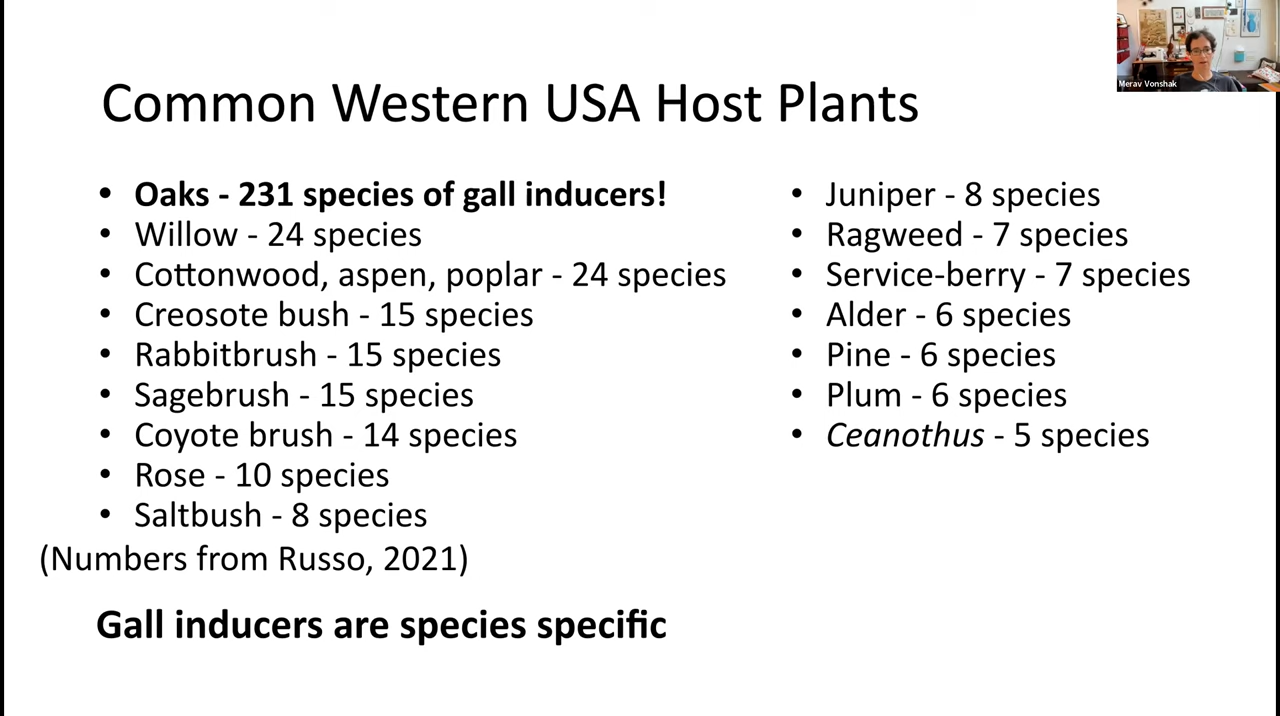 Common Western USA Host Plants
• Oaks - 231 species of gall inducers!
• Willow - 24 species
• Cottonwood, aspen, poplar - 24 species
• Creosote bush - 15 species
• Rabbitbrush - 15 species
• Sagebrush - 15 species
• Coyote brush - 14 species
• Rose - 10 species
• Saltbush - 8 species
(Numbers from Russo, 2021)
• Juniper - 8 species
• Ragweed - 7 species
• Service-berry - 7 species
• Alder - 6 species
• Pine - 6 species
• Plum - 6 species
• Ceanothus - 5 species
Gall inducers are species specific
Merav Vonshak